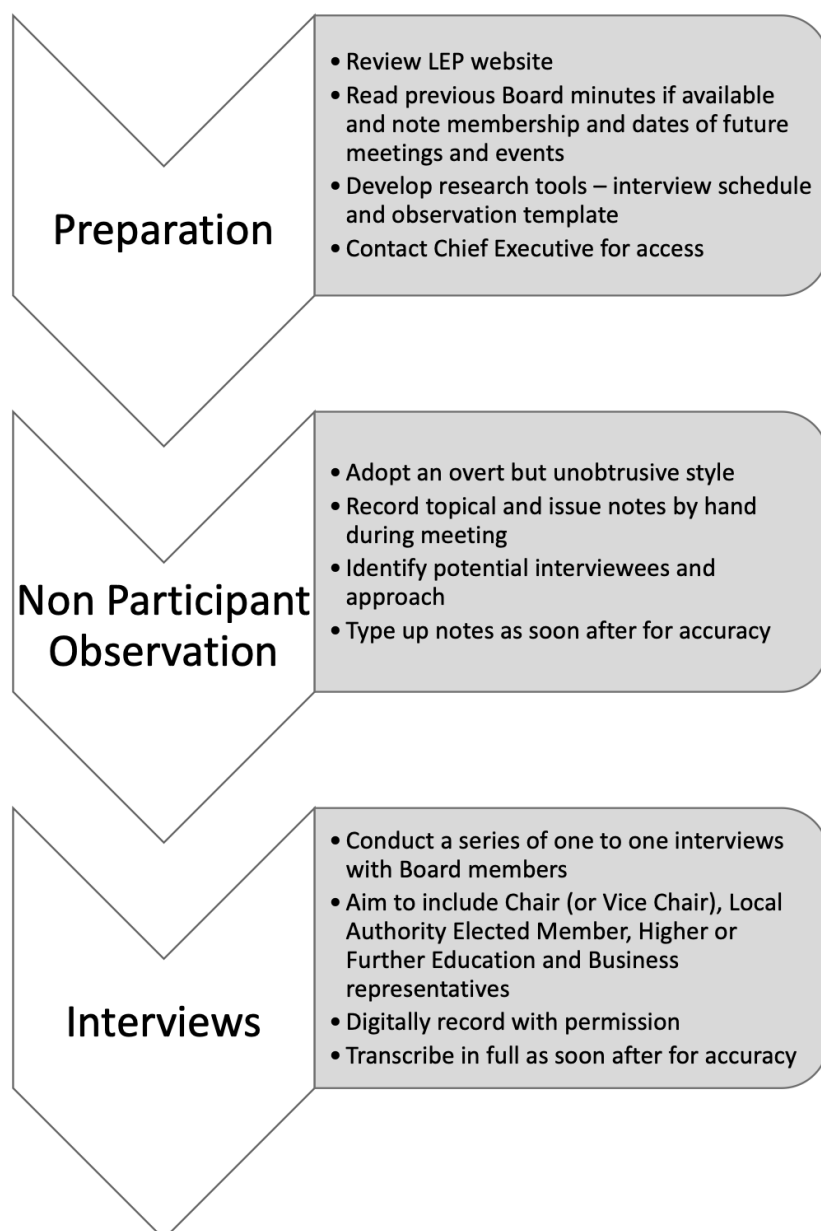 Preparation
• Review LEP website
• Read previous Board minutes if available
and note membership and dates of future
meetings and events
• Develop research tools – interview schedule
and observation template
• Contact Chief Executive for access
Non Participant
Observation
• Adopt an overt but unobtrusive style
• Record topical and issue notes by hand
during meeting
• Identify potential interviewees and
approach
• Type up notes as soon after for accuracy
Interviews
• Conduct a series of one to one interviews
with Board members
• Aim to include Chair (or Vice Chair), Local
Authority Elected Member, Higher or
Further Education and Business
representatives
• Digitally record with permission
• Transcribe in full as soon after for accuracy